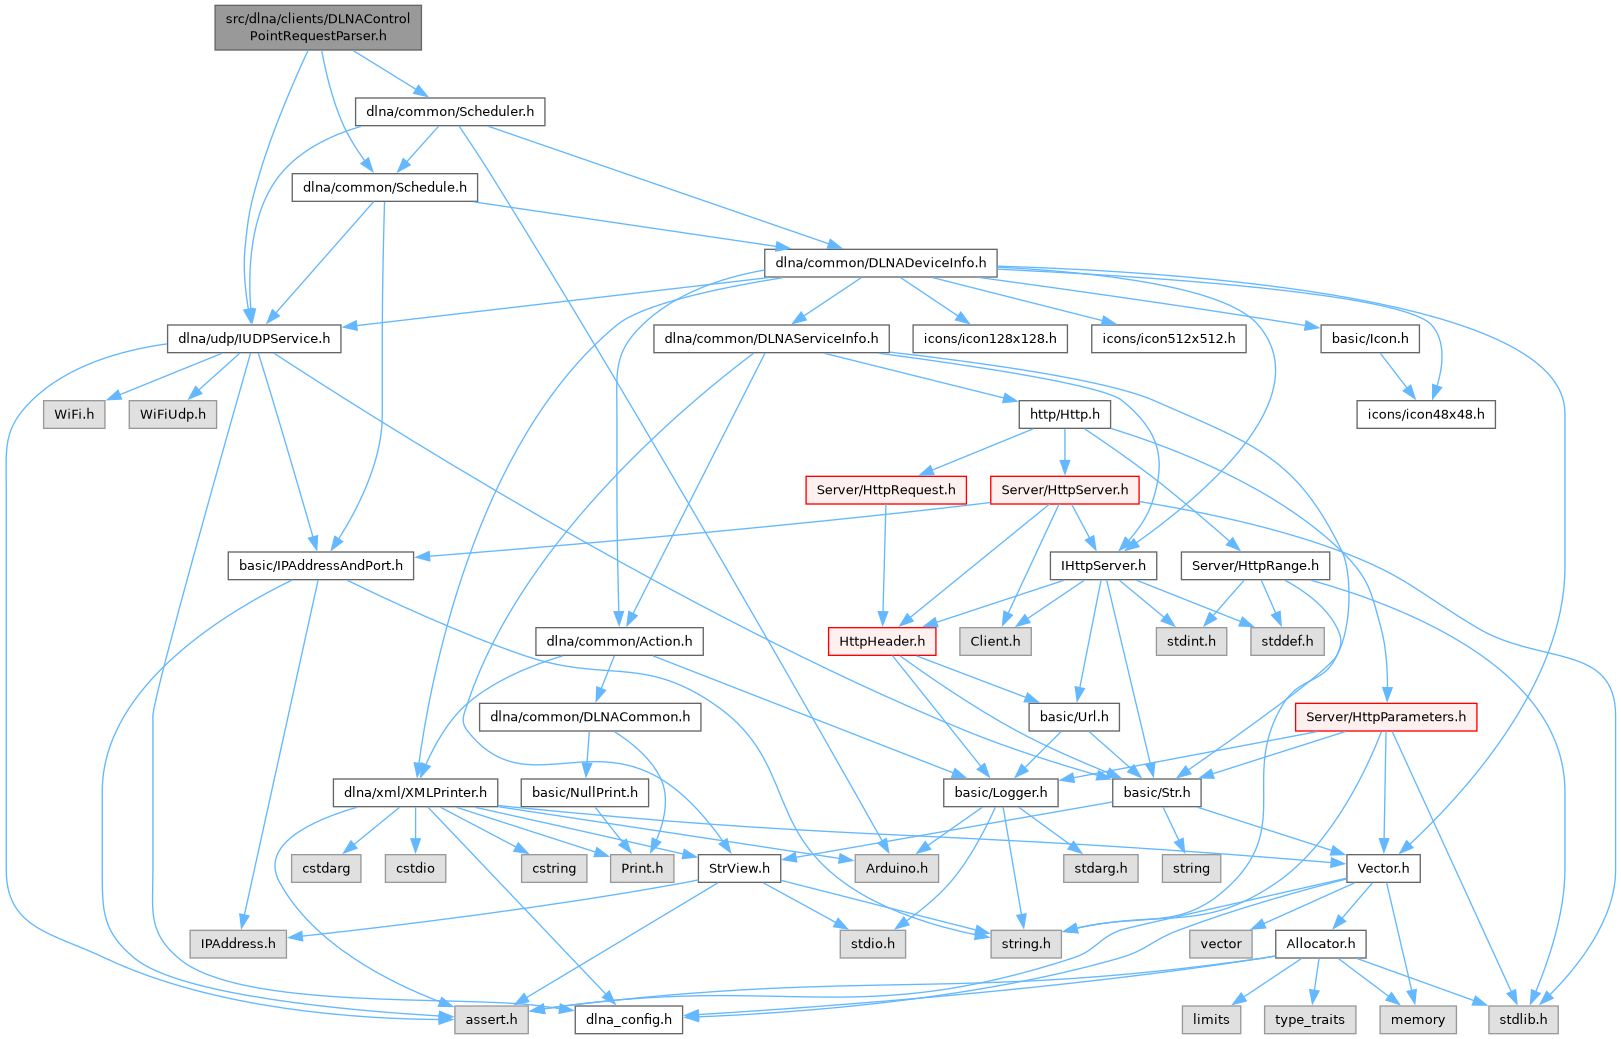 src/dlna/clients/DLNAControl
PointRequestParser.h
dlna/common/Scheduler.h
dlna/common/Schedule.h
dlna/common/DLNADeviceInfo.h
dlna/udp/IUDPService.h
dlna/common/DLNAServiceInfo.h
icons/icon128x128.h
icons/icon512x512.h
basic/Icon.h
WiFi.h
WiFiUdp.h
http/Http.h
icons/icon48x48.h
Server/HttpRequest.h
Server/HttpServer.h
basic/IPAddressAndPort.h
IHttpServer.h
Server/HttpRange.h
dlna/common/Action.h
HttpHeader.h
Client.h
stdint.h
stddef.h
dlna/common/DLNACommon.h
basic/Url.h
Server/HttpParameters.h
dlna/xml/XMLPrinter.h
basic/NullPrint.h
basic/Logger.h
basic/Str.h
cstdarg
cstdio
cstring
Print.h
StrView.h
Arduino.h
stdarg.h
string
Vector.h
IPAddress.h
stdio.h
string.h
vector
Allocator.h
assert.h
dlna_config.h
limits
type_traits
memory
stdlib.h